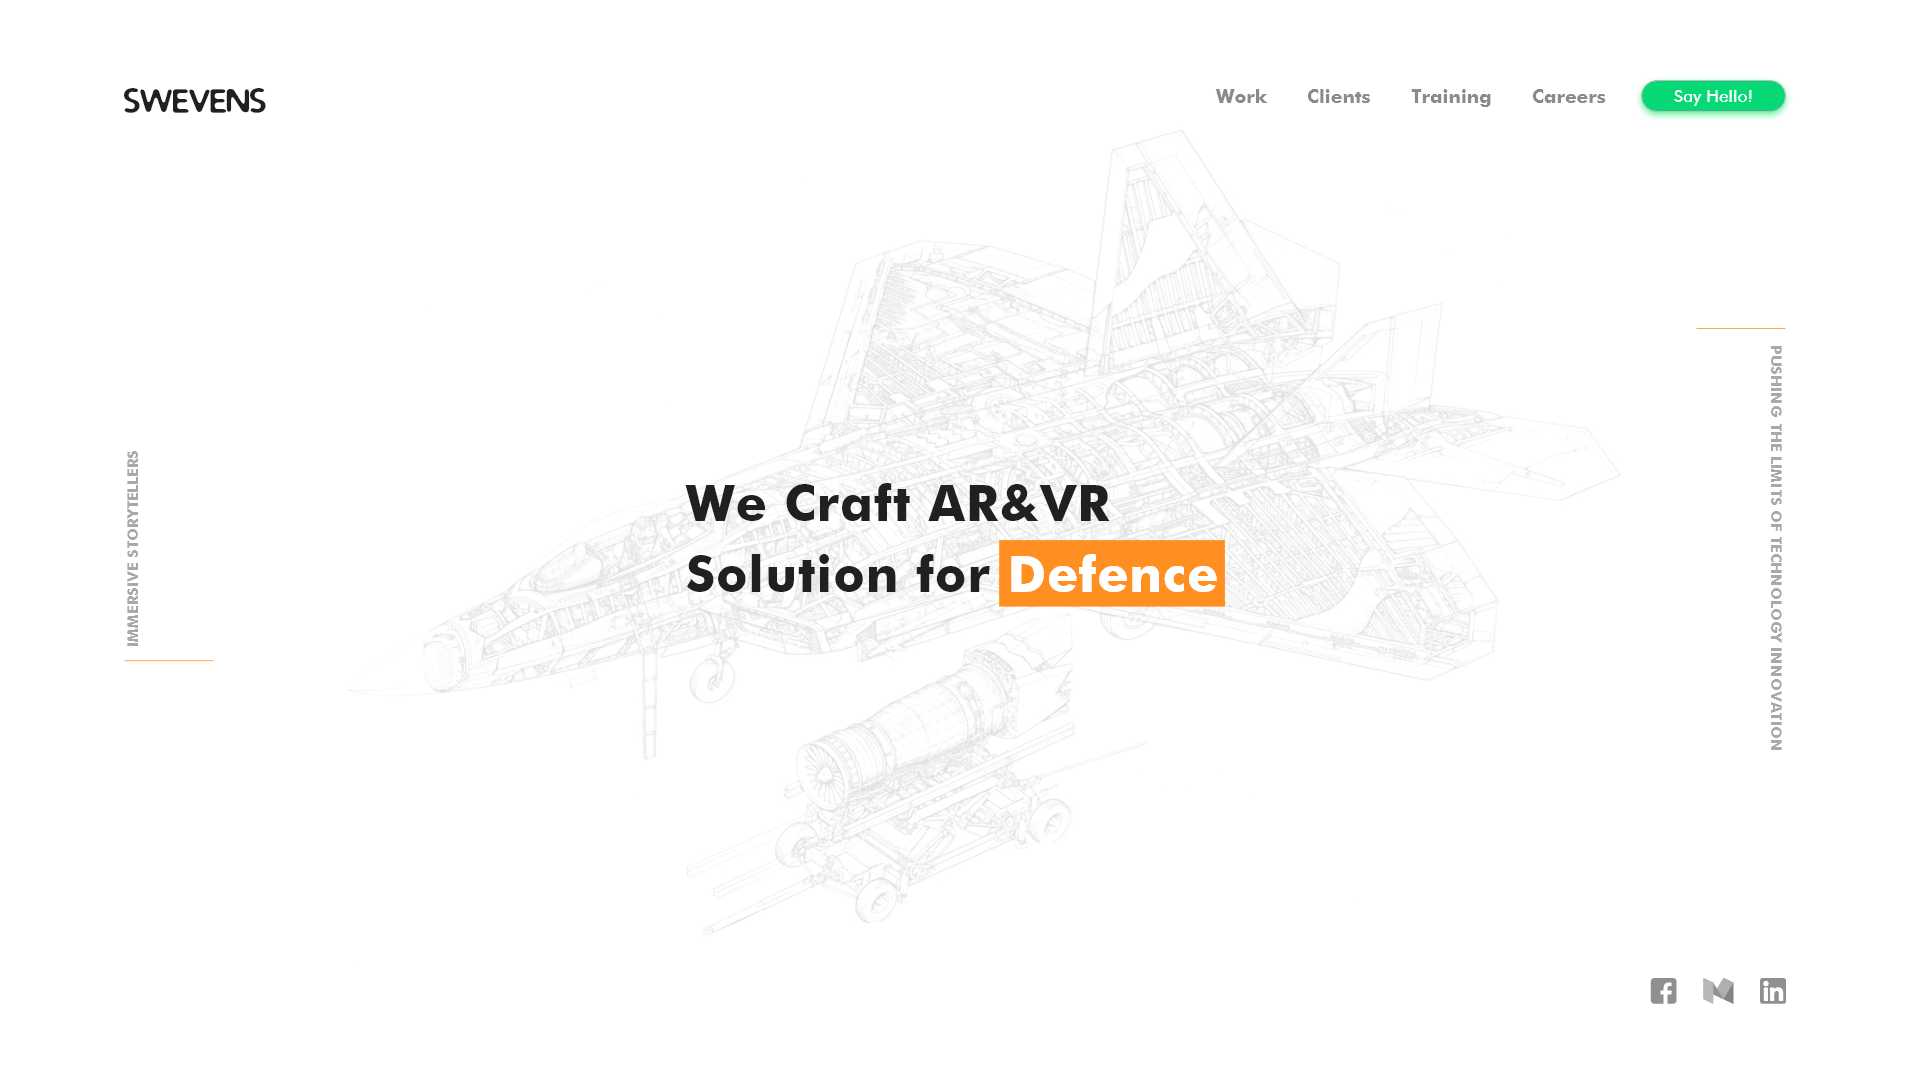 SWEVENS
Work
Clients
Training
Careers
Say Hello!
We Craft AR&VR
Solution for Defence
IMMERSIVE STORYTELLERS
PUSHING THE LIMITS OF TECHNOLOGY INNOVATION